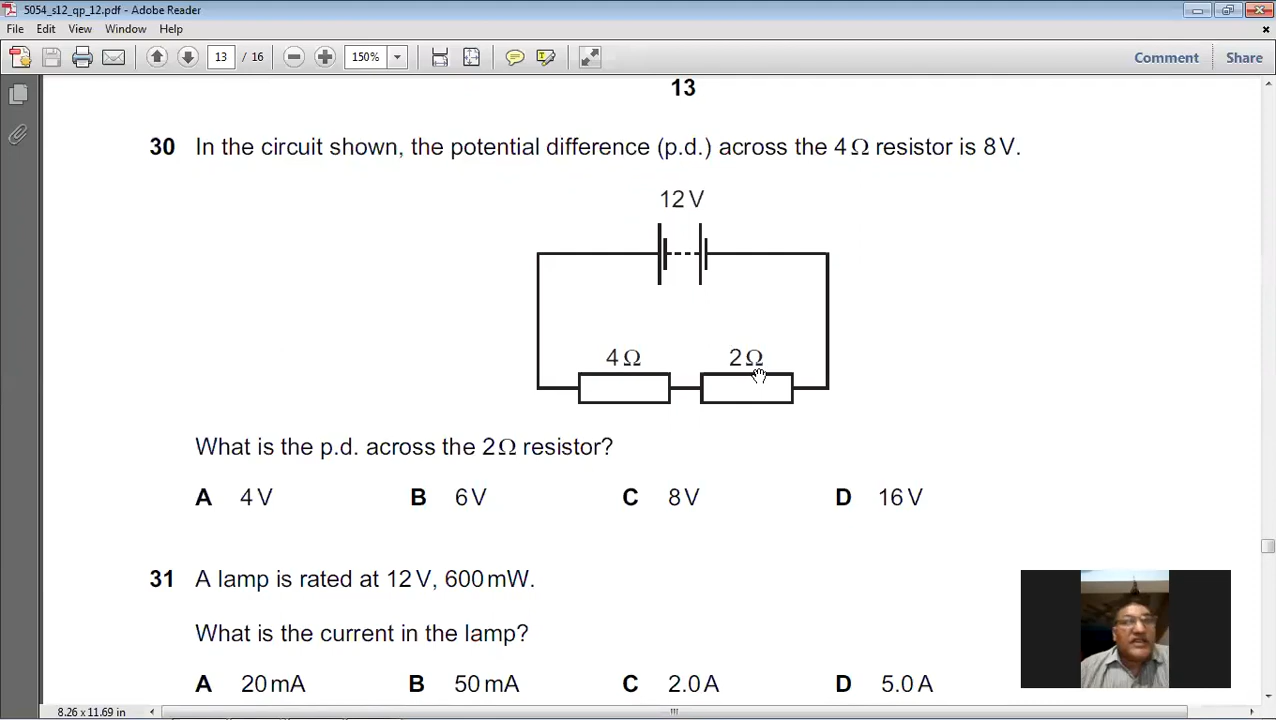 5054_s12_qp_12.pdf - Adobe Reader
File Edit View Window Help
13 / 16 150% Comment Share
13
30 In the circuit shown, the potential difference (p.d.) across the 4 Ω resistor is 8 V.
12 V
4 Ω 2 Ω
What is the p.d. across the 2 Ω resistor?
A 4 V B 6 V C 8 V D 16 V
31 A lamp is rated at 12 V, 600 mW.
What is the current in the lamp?
A 20 mA B 50 mA C 2.0 A D 5.0 A
8.26 x 11.69 in